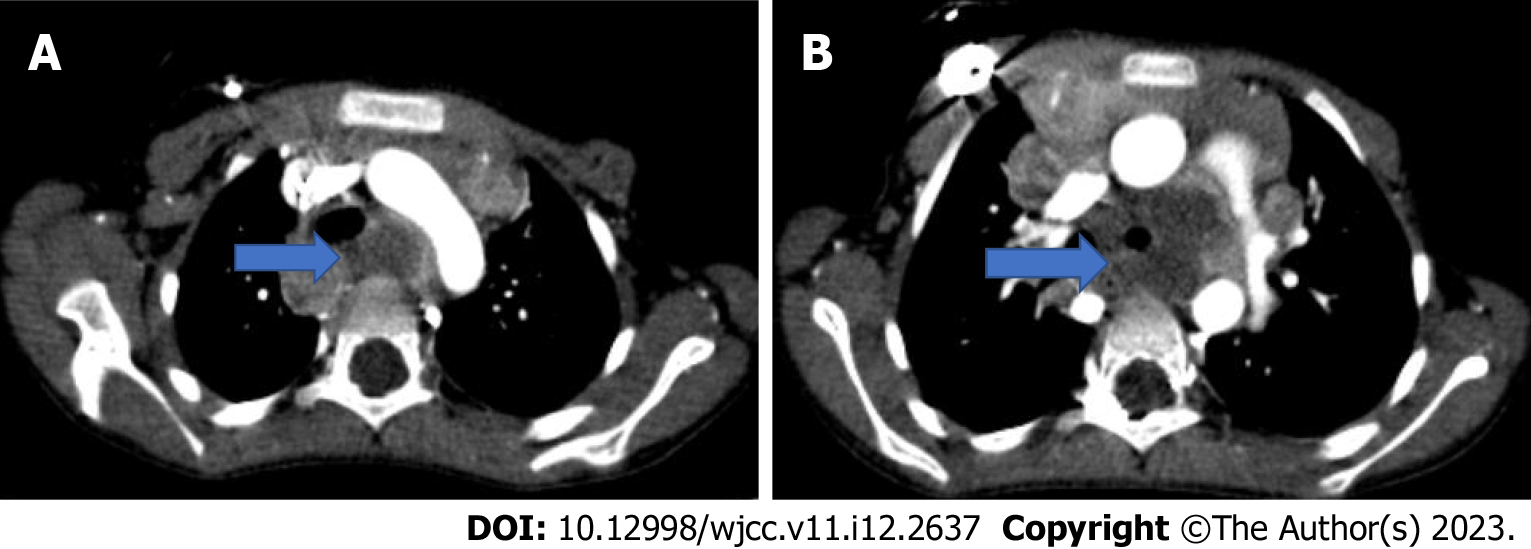 A
B
DOI: 10.12998/wjcc.v11.i12.2637 Copyright ©The Author(s) 2023.